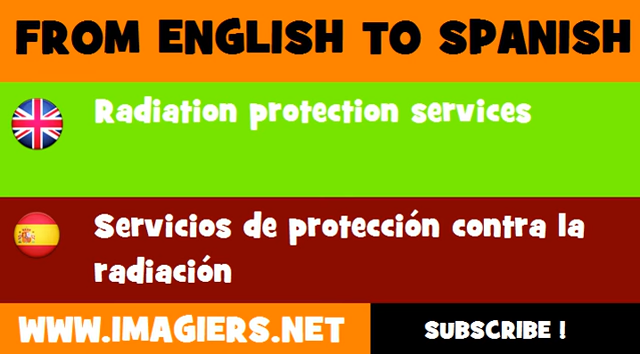 FROM ENGLISH TO SPANISH
Radiation protection services
Servicios de protección contra la
radiación
WWW.IMAGIERS.NET
SUBSCRIBE !